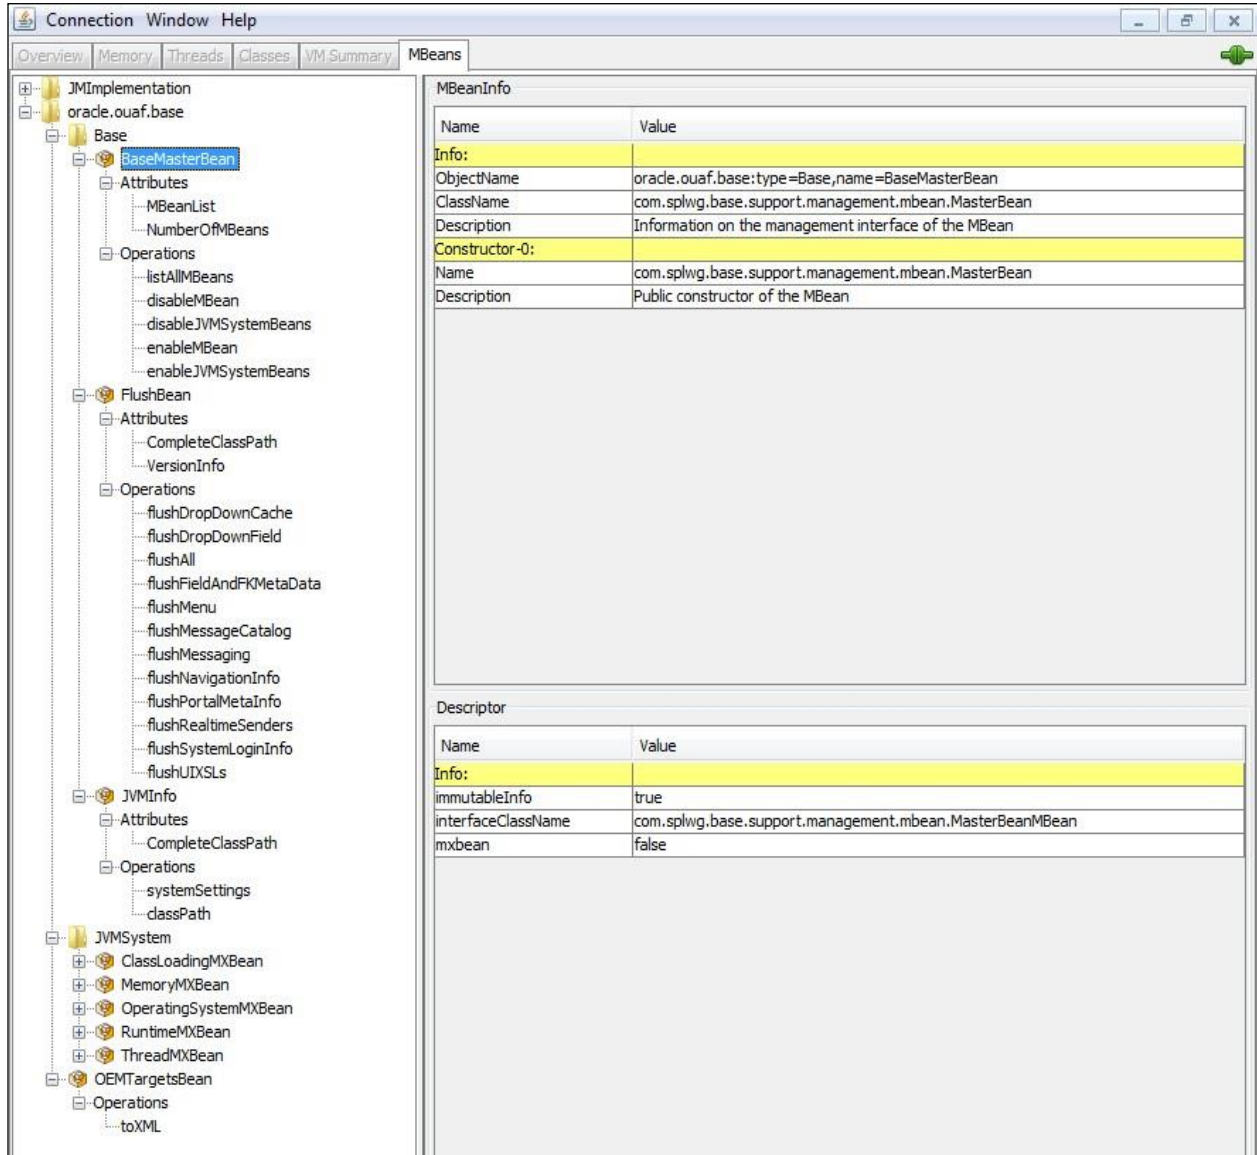 Connection Window Help
Overview Memory Threads Classes VM Summary MBeans
JMImplementation
oracle.ouaf.base
Base
BaseMasterBean
Attributes
MBeanList
NumberOfMBeans
Operations
listAllMBeans
disableMBean
disableJVMSystemBeans
enableMBean
enableJVMSystemBeans
FlushBean
Attributes
CompleteClassPath
VersionInfo
Operations
flushDropDownCache
flushDropDownField
flushAll
flushFieldAndFKMetaData
flushMenu
flushMessageCatalog
flushMessaging
flushNavigationInfo
flushPortalMetaInfo
flushRealtimeSenders
flushSystemLoginInfo
flushUIXSLs
JVMInfo
Attributes
CompleteClassPath
Operations
systemSettings
classPath
JVMSystem
ClassLoadingMXBean
MemoryMXBean
OperatingSystemMXBean
RuntimeMXBean
ThreadMXBean
OEMTargetsBean
Operations
toXML
MBeanInfo
Name Value
Info:
ObjectName oracle.ouaf.base:type=Base,name=BaseMasterBean
ClassName com.splwg.base.support.management.mbean.MasterBean
Description Information on the management interface of the MBean
Constructor-0:
Name com.splwg.base.support.management.mbean.MasterBean
Description Public constructor of the MBean
Descriptor
Name Value
Info:
immutableInfo true
interfaceClassName com.splwg.base.support.management.mbean.MasterBeanMBean
mxbean false